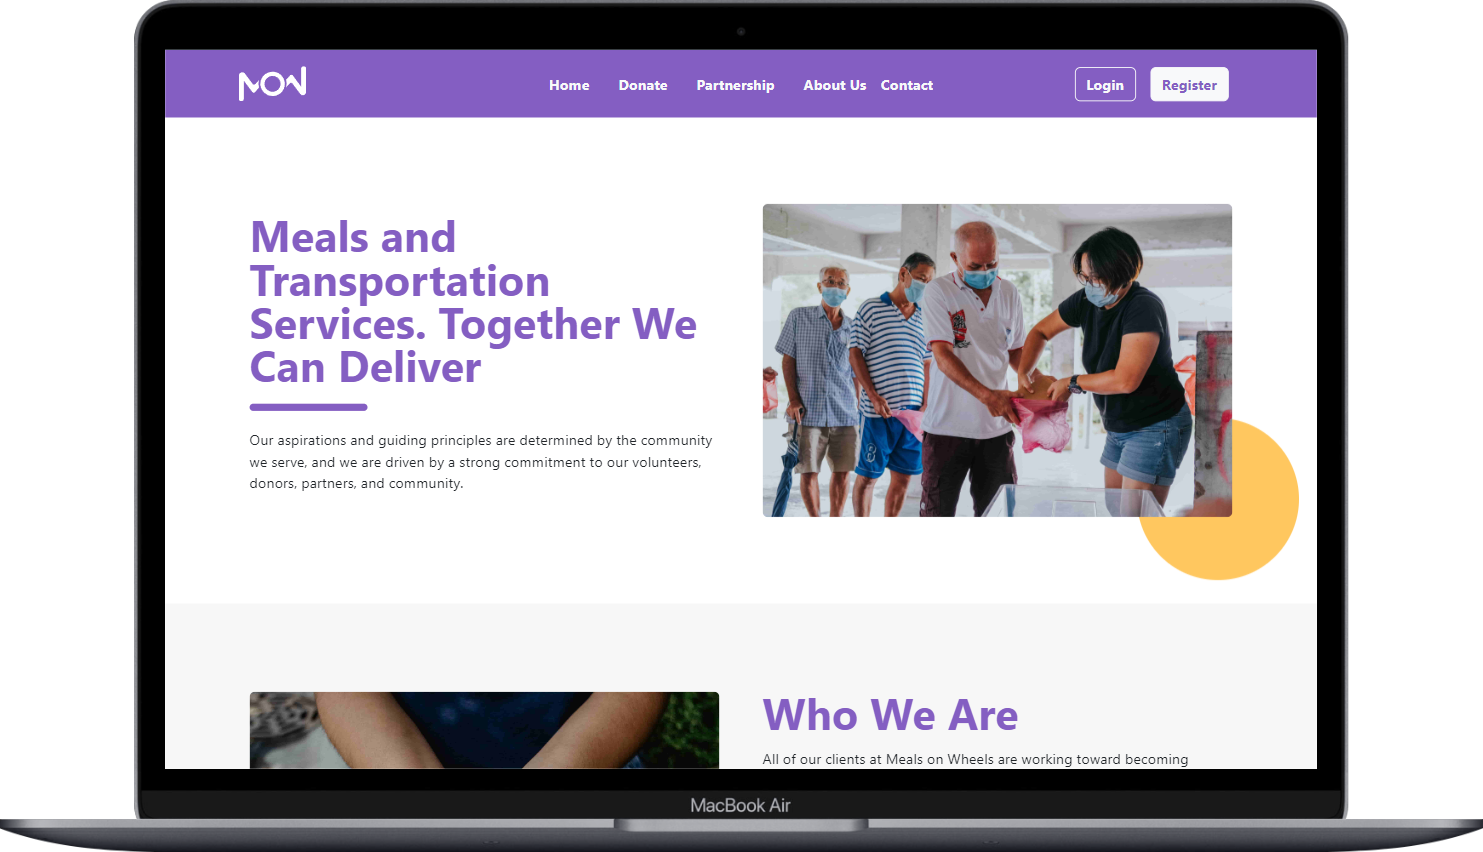 MOW
Home Donate Partnership About Us Contact
Login Register
Meals and
Transportation
Services. Together We
Can Deliver
Our aspirations and guiding principles are determined by the community
we serve, and we are driven by a strong commitment to our volunteers,
donors, partners, and community.
Who We Are
All of our clients at Meals on Wheels are working toward becoming
MacBook Air